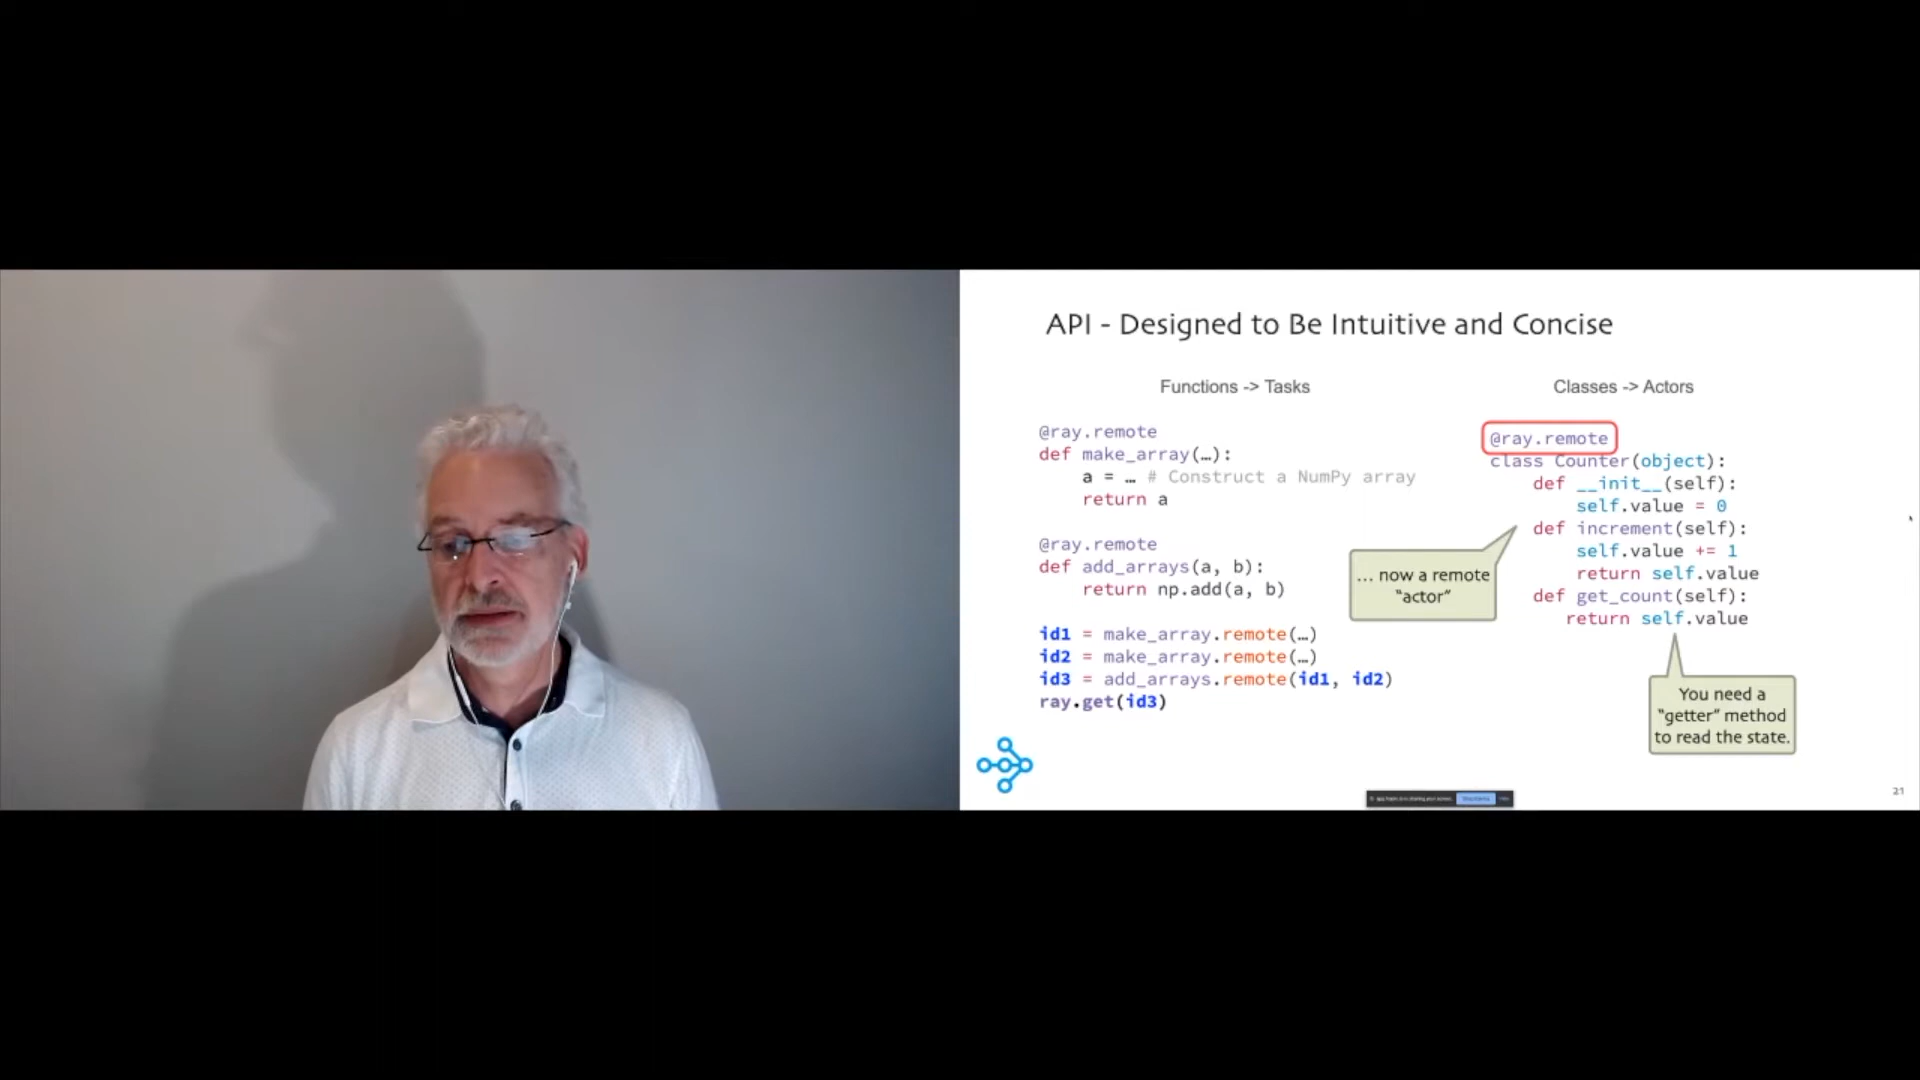 API - Designed to Be Intuitive and Concise
Functions -> Tasks
@ray.remote
def make_array(…):
    a = … # Construct a NumPy array
    return a
@ray.remote
def add_arrays(a, b):
    return np.add(a, b)
id1 = make_array.remote(…)
id2 = make_array.remote(…)
id3 = add_arrays.remote(id1, id2)
ray.get(id3)
Classes -> Actors
@ray.remote
class Counter(object):
    def __init__(self):
        self.value = 0
    def increment(self):
        self.value += 1
        return self.value
    def get_count(self):
       return self.value
... now a remote
“actor”
You need a
“getter” method
to read the state.
21